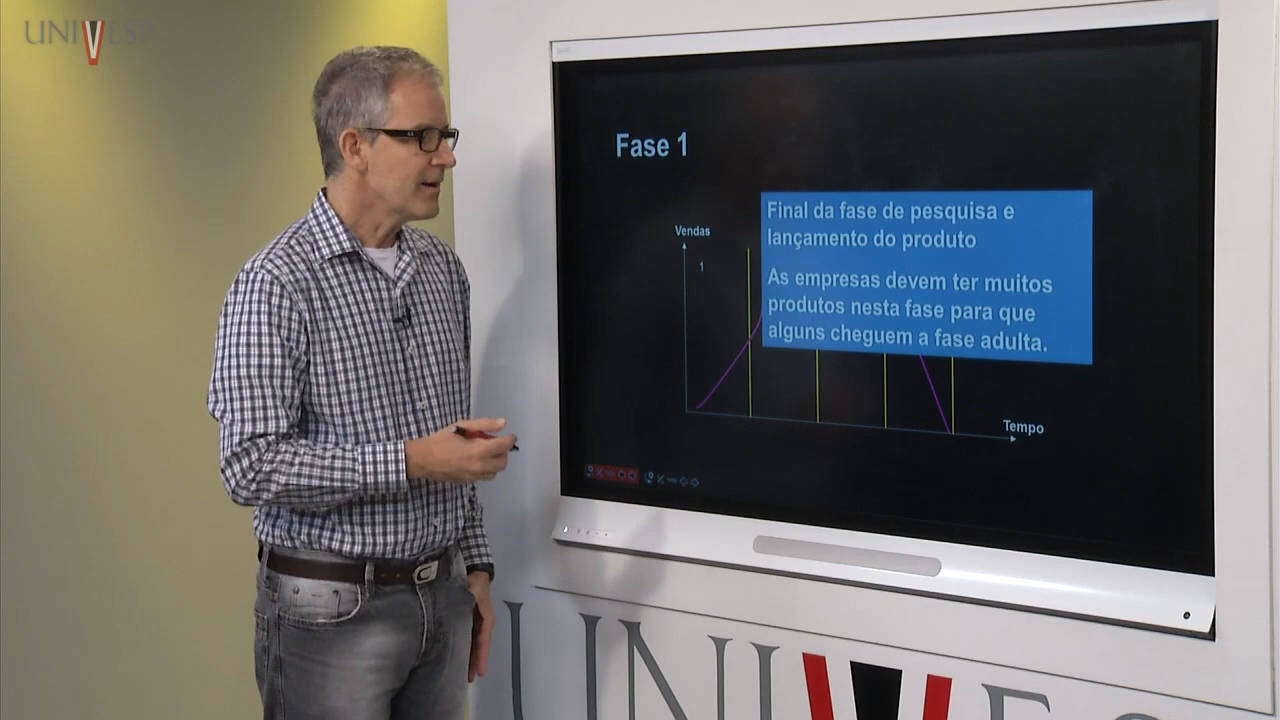 UNIVESP
Fase 1
Final da fase de pesquisa e
lançamento do produto
As empresas devem ter muitos
produtos nesta fase para que
alguns cheguem a fase adulta.
Vendas
1
Tempo
UNIVES